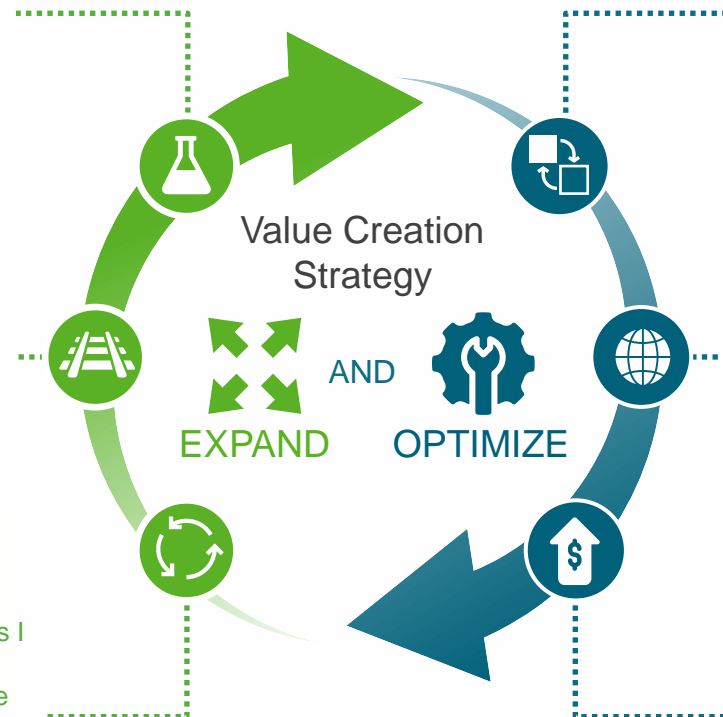 Value Creation
Strategy
AND
EXPAND
OPTIMIZE
$
s I
e